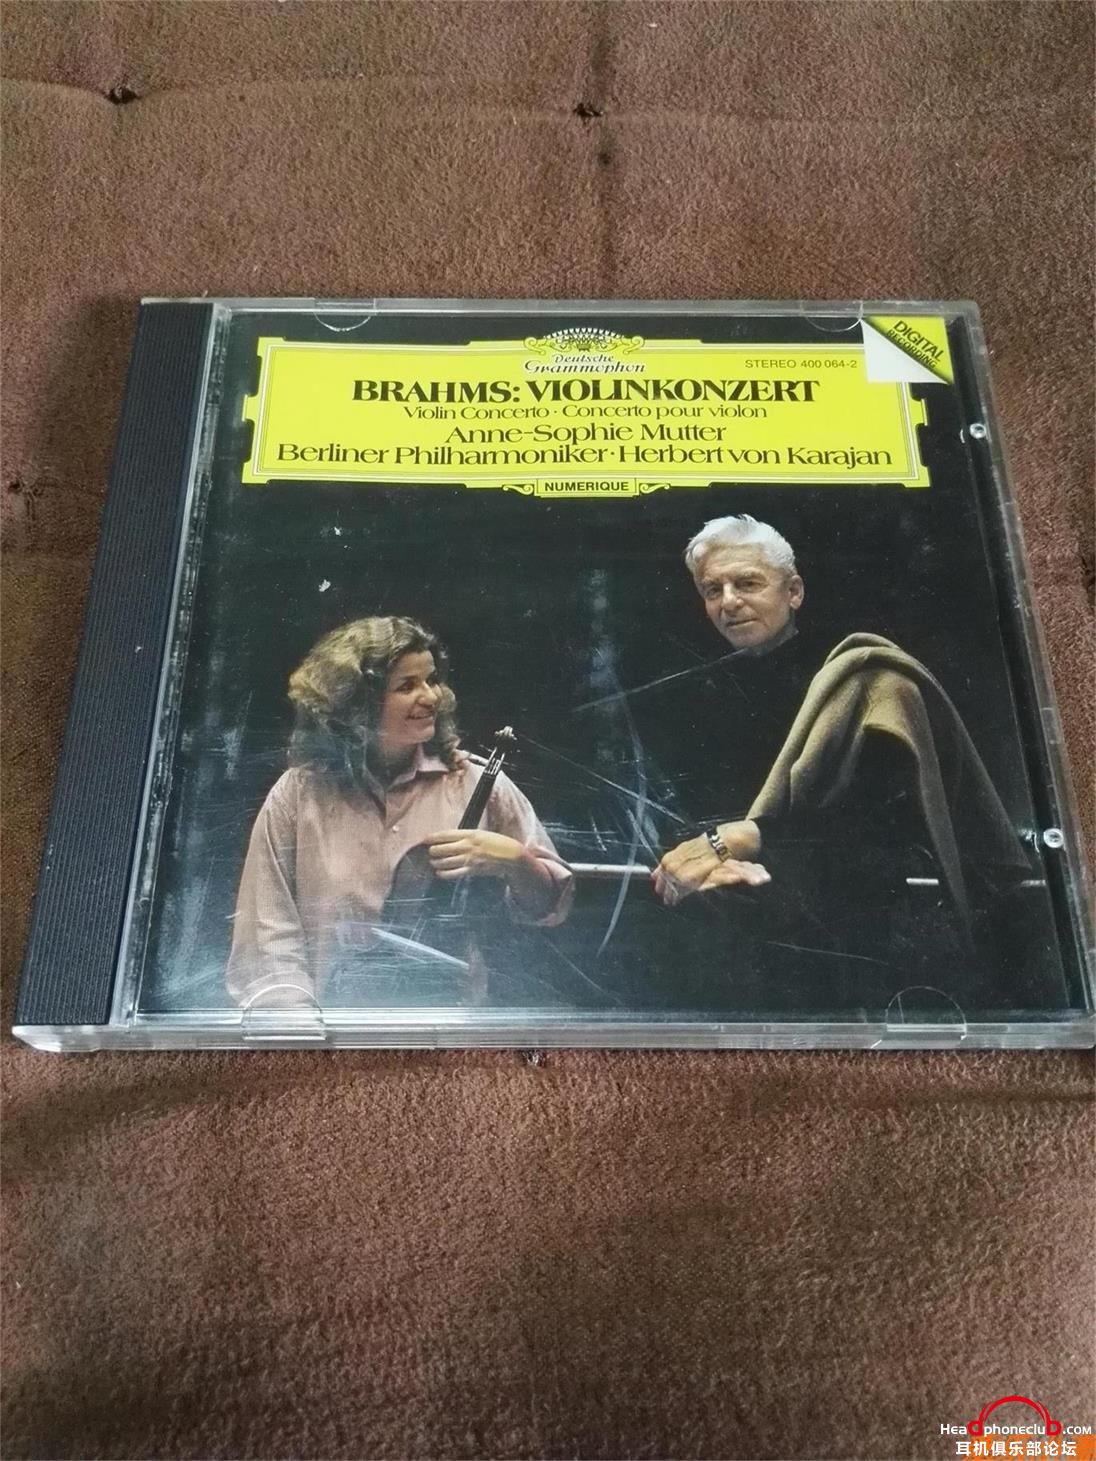 DIGITAL
RECORDING
Deutsche
Grammophon
STEREO 400 064-2
BRAHMS: VIOLINKONZERT
Violin Concerto · Concerto pour violon
Anne-Sophie Mutter
Berliner Philharmoniker · Herbert von Karajan
NUMERIQUE
Headphoneclub.com
耳机俱乐部论坛